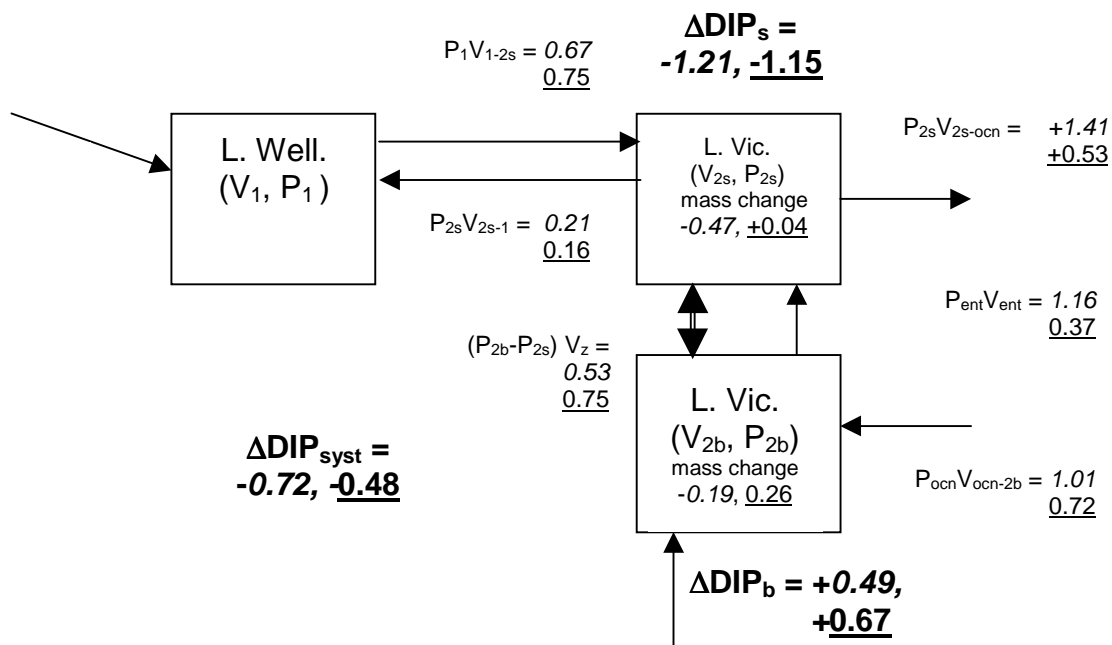 ΔDIPs =
-1.21, -1.15
P1V1-2s = 0.67
0.75
L. Well.
(V1, P1 )
L. Vic.
(V2s, P2s)
mass change
-0.47, +0.04
P2sV2s-ocn = +1.41
+0.53
P2sV2s-1 = 0.21
0.16
PentVent = 1.16
0.37
(P2b-P2s) Vz =
0.53
0.75
L. Vic.
(V2b, P2b)
mass change
-0.19, 0.26
ΔDIPsyst =
-0.72, -0.48
PocnVocn-2b = 1.01
0.72
ΔDIPb = +0.49,
+0.67